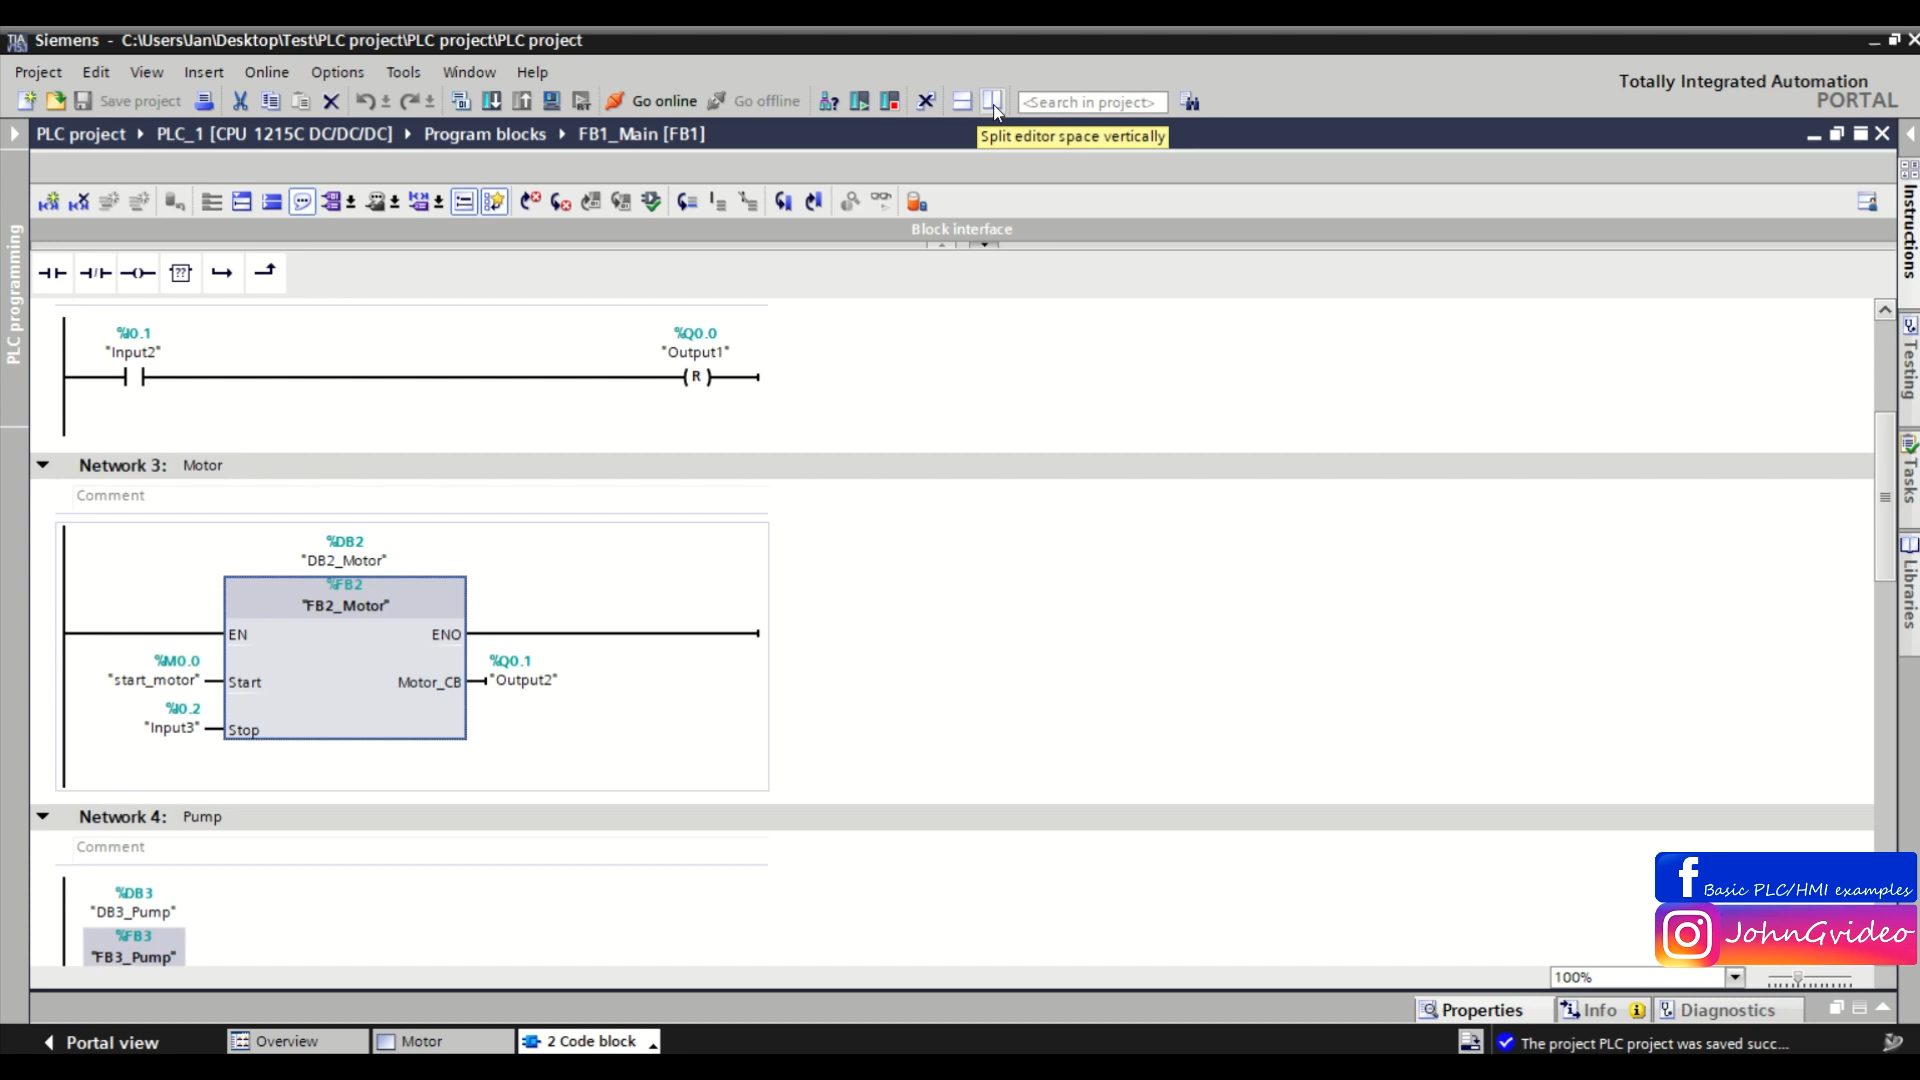 Siemens - C:\Users\Jan\Desktop\Test\PLC project\PLC project\PLC project
Project Edit View Insert Online Options Tools Window Help
Totally Integrated Automation
PORTAL
Save project Go online Go offline <Search in project>
PLC project PLC_1 [CPU 1215C DC/DC/DC] Program blocks FB1_Main [FB1]
Split editor space vertically
Block interface
PLC programming
Instructions
Testing
Tasks
Libraries
??
%I0.1
"Input2"
%Q0.0
"Output1"
R
Network 3: Motor
Comment
%DB2
"DB2_Motor"
%FB2
"FB2_Motor"
EN ENO
%M0.0
"start_motor"
Start
Motor_CB
%Q0.1
"Output2"
%I0.2
"Input3"
Stop
Network 4: Pump
Comment
%DB3
"DB3_Pump"
%FB3
"FB3_Pump"
f Basic PLC/HMI examples
JohnGvideo
100%
Properties Info Diagnostics
Portal view Overview Motor 2 Code block The project PLC project was saved succ...